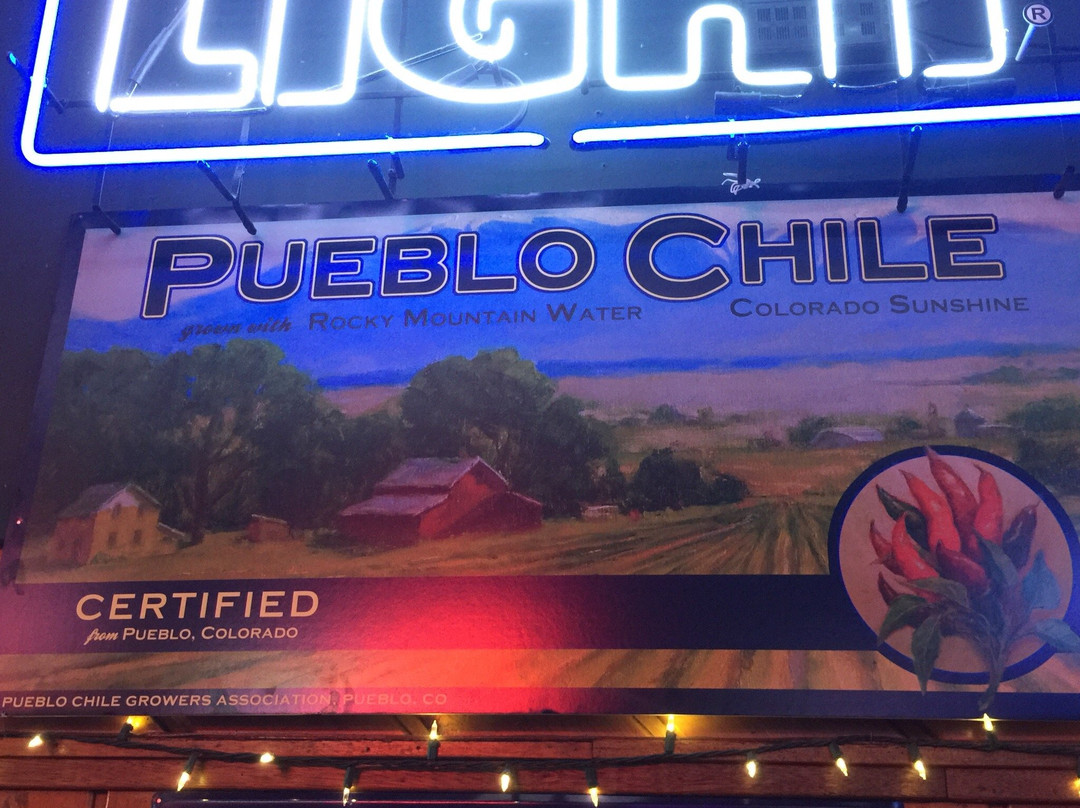 LIGHT ®
PUEBLO CHILE
grown with ROCKY MOUNTAIN WATER COLORADO SUNSHINE
CERTIFIED
from PUEBLO, COLORADO
PUEBLO CHILE GROWERS ASSOCIATION, PUEBLO, CO